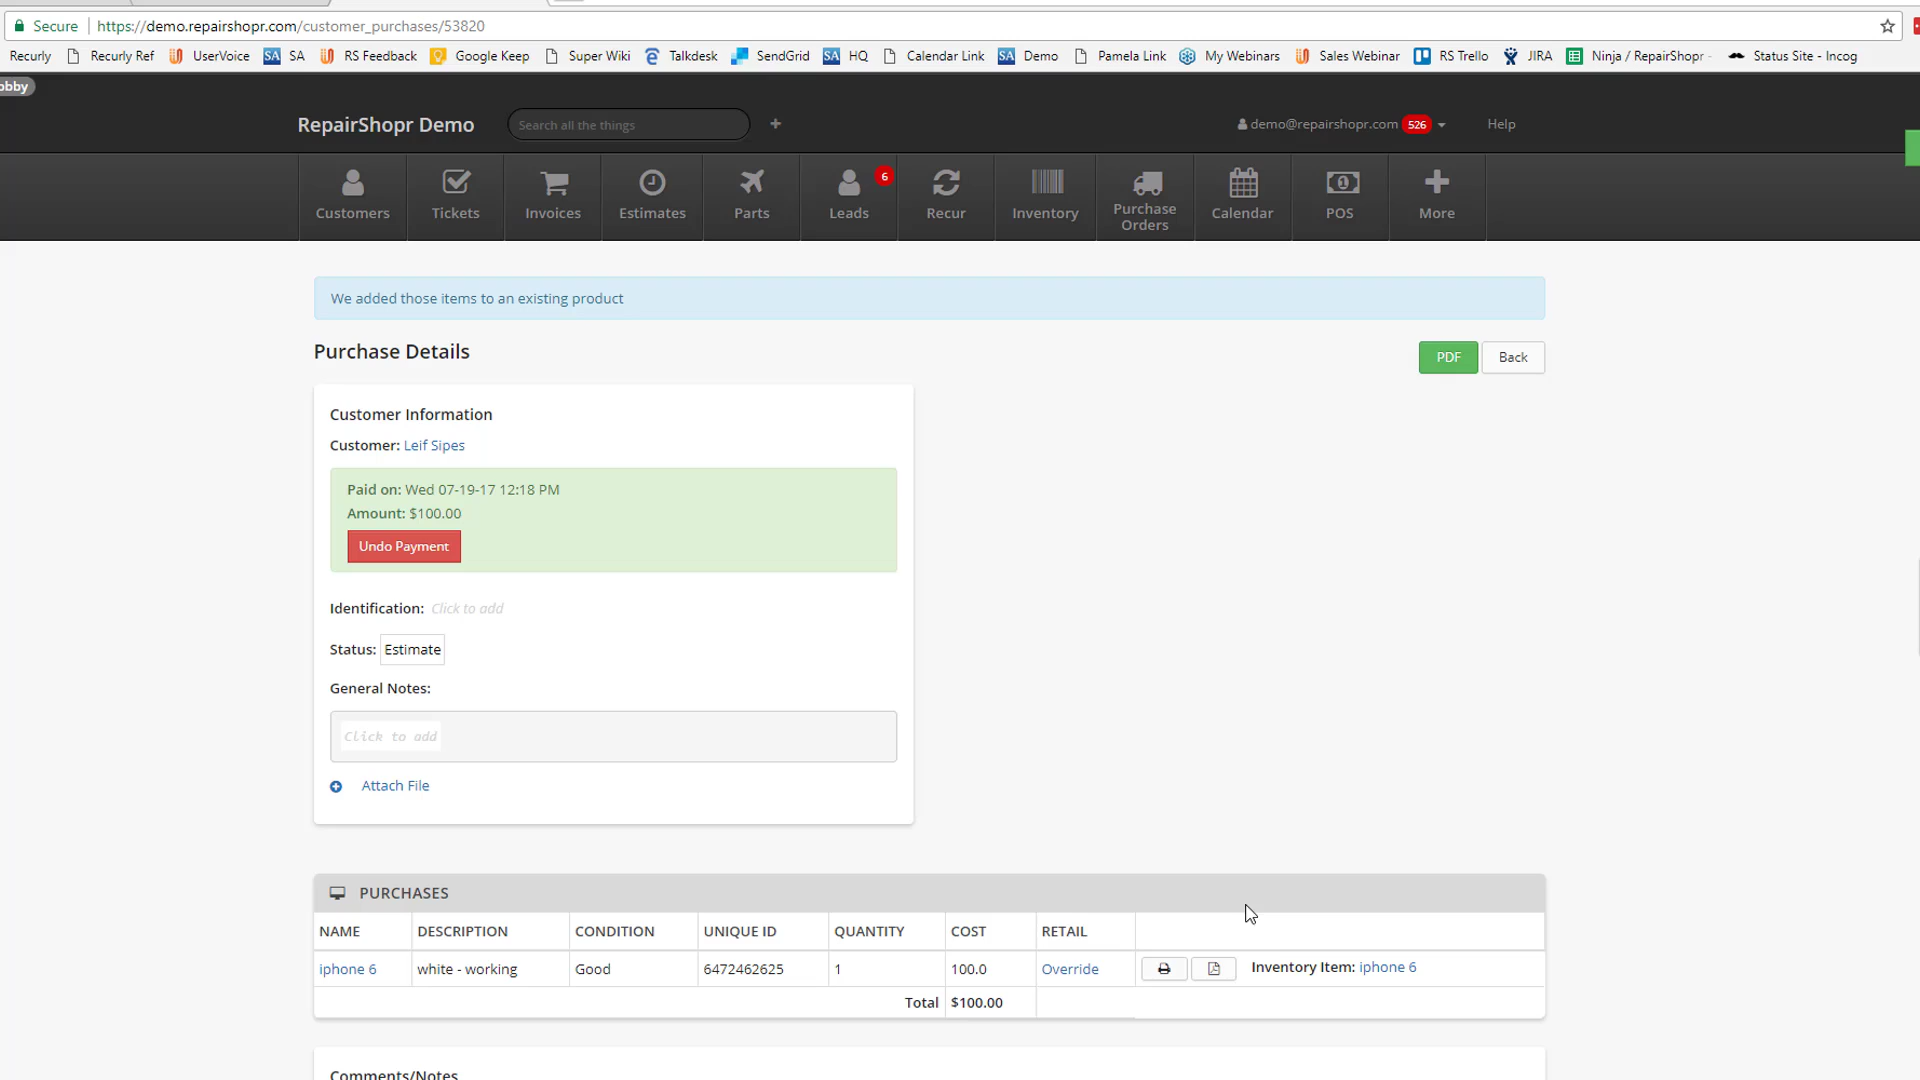 Secure https://demo.repairshopr.com/customer_purchases/53820
Recurly Recurly Ref UserVoice SA SA RS Feedback Google Keep Super Wiki Talkdesk SendGrid SA HQ Calendar Link SA Demo Pamela Link My Webinars Sales Webinar RS Trello JIRA Ninja / RepairShopr Status Site - Incog
obby
RepairShopr Demo Search all the things + demo@repairshopr.com 526 Help
Customers Tickets Invoices Estimates Parts Leads 6 Recur Inventory Purchase Orders Calendar POS More
We added those items to an existing product
Purchase Details PDF Back
Customer Information
Customer: Leif Sipes
Paid on: Wed 07-19-17 12:18 PM
Amount: $100.00
Undo Payment
Identification: Click to add
Status: Estimate
General Notes:
Click to add
Attach File
PURCHASES
NAME DESCRIPTION CONDITION UNIQUE ID QUANTITY COST RETAIL
iphone 6 white - working Good 6472462625 1 100.0 Override Inventory Item: iphone 6
Total $100.00
Comments/Notes